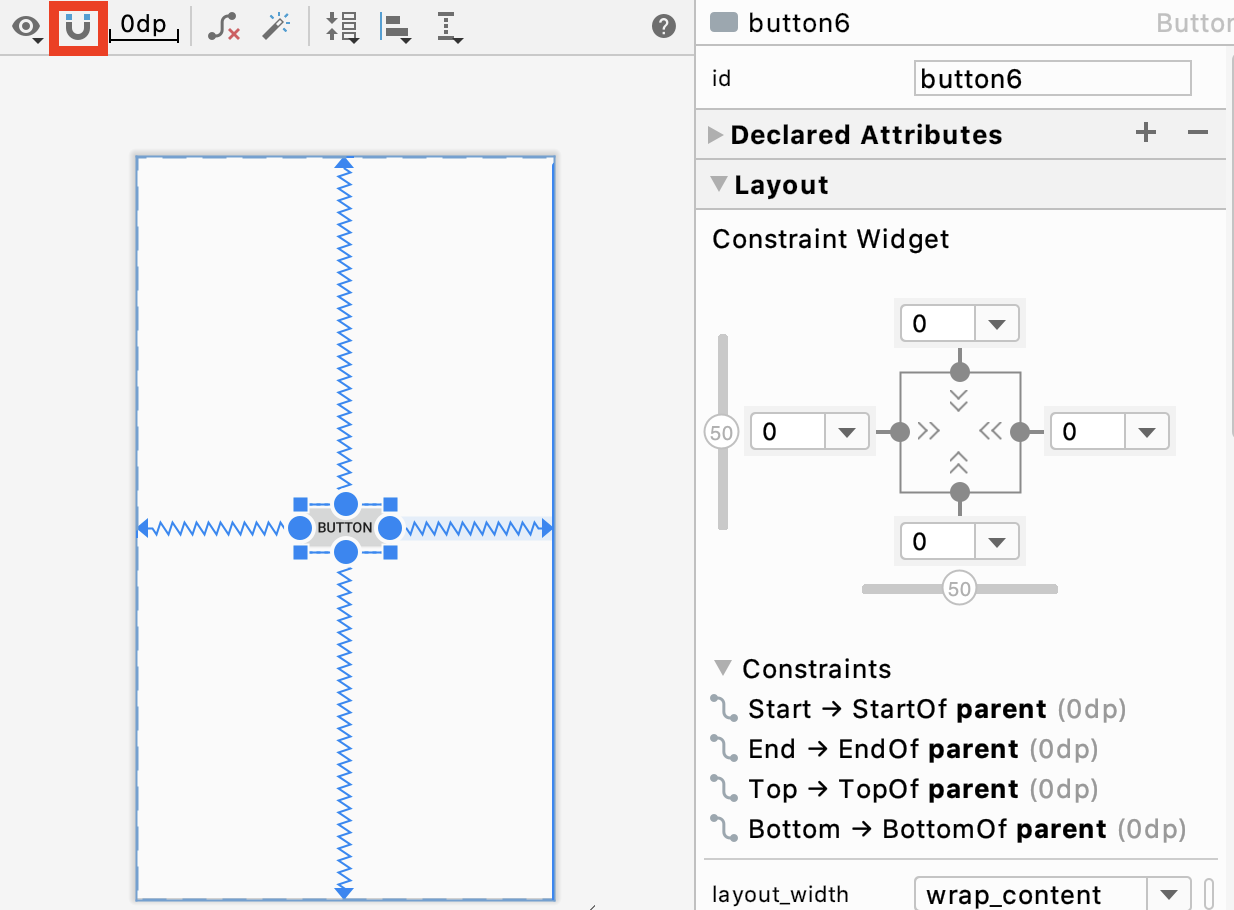 0dp
?
button6
Button
id
button6
Declared Attributes
Layout
Constraint Widget
0
50
0
0
0
50
BUTTON
Constraints
Start → StartOf parent (0dp)
End → EndOf parent (0dp)
Top → TopOf parent (0dp)
Bottom → BottomOf parent (0dp)
layout_width
wrap_content